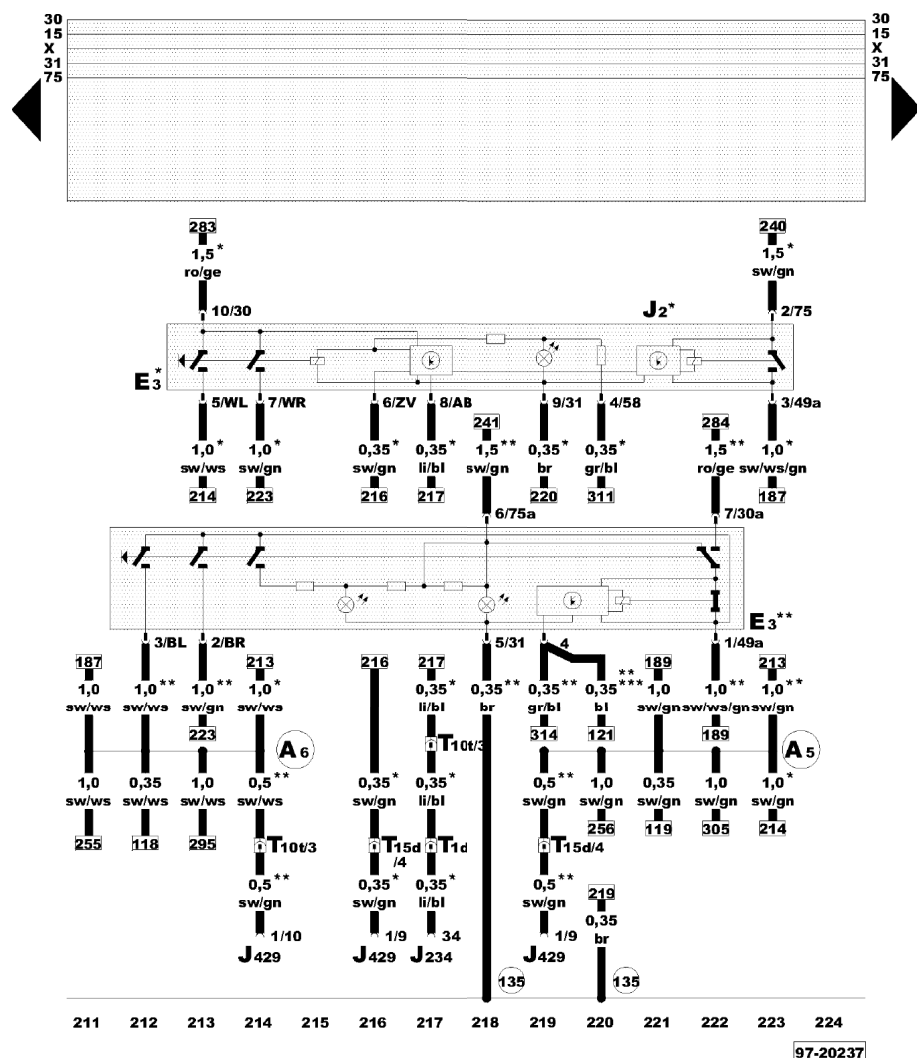 30 30
15 15
X X
31 31
75 75
283 240
1,5* 1,5*
ro/ge sw/gn
10/30 J2* 2/75
E3*
5/WL 7/WR 6/ZV 8/AB 9/31 4/58 3/49a
241 284
1,0* 1,0* 0,35* 0,35* 1,5** 0,35* 0,35* 1,5** 1,0*
sw/ws sw/gn sw/gn li/bl sw/gn br gr/bl ro/ge sw/ws/gn
214 223 216 217 220 311 187
6/75a 7/30a
E3**
3/BL 2/BR 5/31 4 1/49a
187 213 216 217 189 213
1,0 1,0** 1,0** 1,0* 0,35* 0,35** 0,35** 0,35 ** **** 1,0 1,0** 1,0**
sw/ws sw/ws sw/gn sw/ws li/bl br gr/bl bl sw/gn sw/ws/gn sw/gn
223 314 121 189
A6 T10t/3 A5
1,0 0,35 1,0 0,5** 0,35* 0,35* 0,5** 1,0 0,35 1,0 1,0*
sw/ws sw/ws sw/ws sw/ws sw/gn li/bl sw/gn sw/gn sw/gn sw/gn sw/gn
255 118 295 256 119 305 214
T10t/3 T15d/4 T1d T15d/4
0,5** 0,35* 0,35* 0,5** 219
sw/gn sw/gn li/bl sw/gn 0,35
br
1/10 1/9 34 1/9
J429 J429 J234 J429
135 135
211 212 213 214 215 216 217 218 219 220 221 222 223 224
97-20237